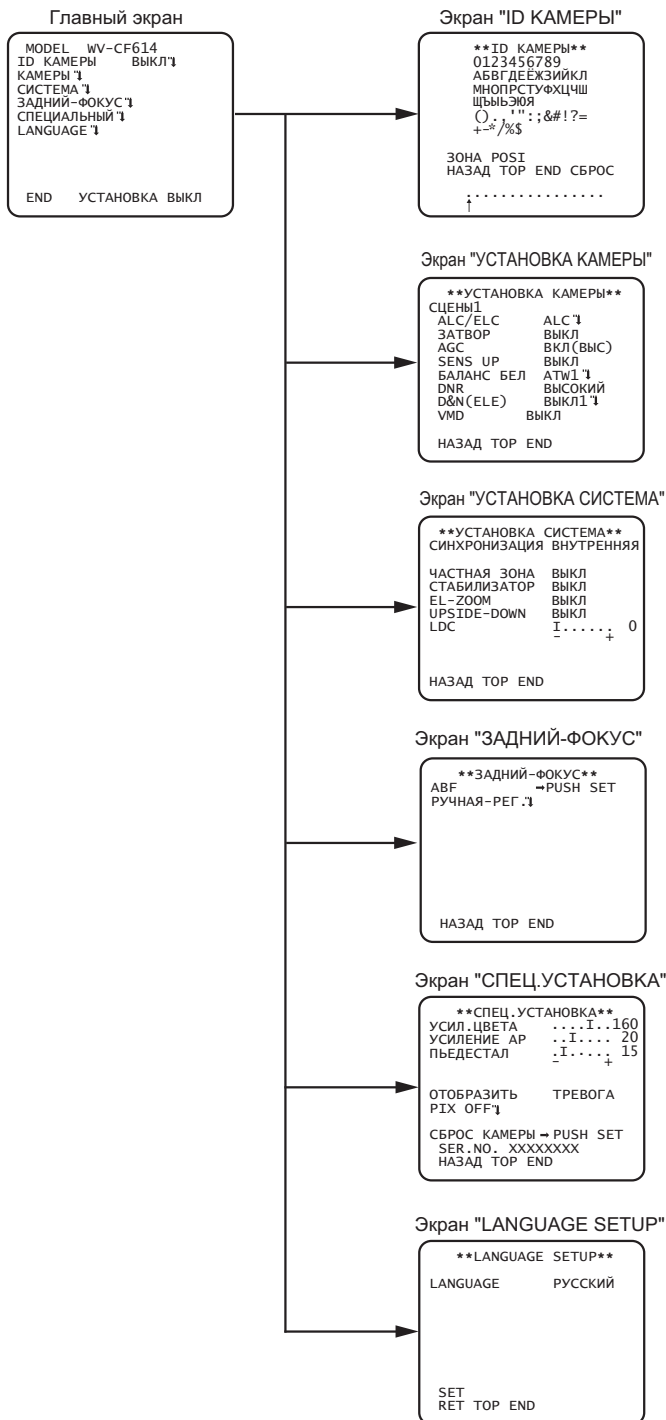 Главный экран
MODEL WV-CF614
ID КАМЕРЫ ВЫКЛ
КАМЕРЫ
СИСТЕМА
ЗАДНИЙ-ФОКУС
СПЕЦИАЛЬНЫЙ
LANGUAGE
END УСТАНОВКА ВЫКЛ
Экран "ID КАМЕРЫ"
**ID КАМЕРЫ**
0123456789
АБВГДЕЁЖЗИЙКЛ
МНОПРСТУФХЦЧШ
ЩЪЫЬЭЮЯ
().,'":;&#!?=
+-*/%$
ЗОНА POSI
НАЗАД TOP END СБРОС
................
↑
Экран "УСТАНОВКА КАМЕРЫ"
**УСТАНОВКА КАМЕРЫ**
СЦЕНЫ1
ALC/ELC ALC
ЗАТВОР ВЫКЛ
AGC ВКЛ(ВЫС)
SENS UP ВЫКЛ
БАЛАНС БЕЛ ATW1
DNR ВЫСОКИЙ
D&N(ELE) ВЫКЛ1
VMD ВЫКЛ
НАЗАД TOP END
Экран "УСТАНОВКА СИСТЕМА"
**УСТАНОВКА СИСТЕМА**
СИНХРОНИЗАЦИЯ ВНУТРЕННЯЯ
ЧАСТНАЯ ЗОНА ВЫКЛ
СТАБИЛИЗАТОР ВЫКЛ
EL-ZOOM ВЫКЛ
UPSIDE-DOWN ВЫКЛ
LDC I...... 0
- +
НАЗАД TOP END
Экран "ЗАДНИЙ-ФОКУС"
**ЗАДНИЙ-ФОКУС**
ABF →PUSH SET
РУЧНАЯ-РЕГ.
НАЗАД TOP END
Экран "СПЕЦ.УСТАНОВКА"
**СПЕЦ.УСТАНОВКА**
УСИЛ.ЦВЕТА ....I..160
УСИЛЕНИЕ AP ..I.... 20
ПЬЕДЕСТАЛ .I..... 15
- +
ОТОБРАЗИТЬ ТРЕВОГА
PIX OFF
СБРОС КАМЕРЫ → PUSH SET
SER.NO. XXXXXXXX
НАЗАД TOP END
Экран "LANGUAGE SETUP"
**LANGUAGE SETUP**
LANGUAGE РУССКИЙ
SET
RET TOP END